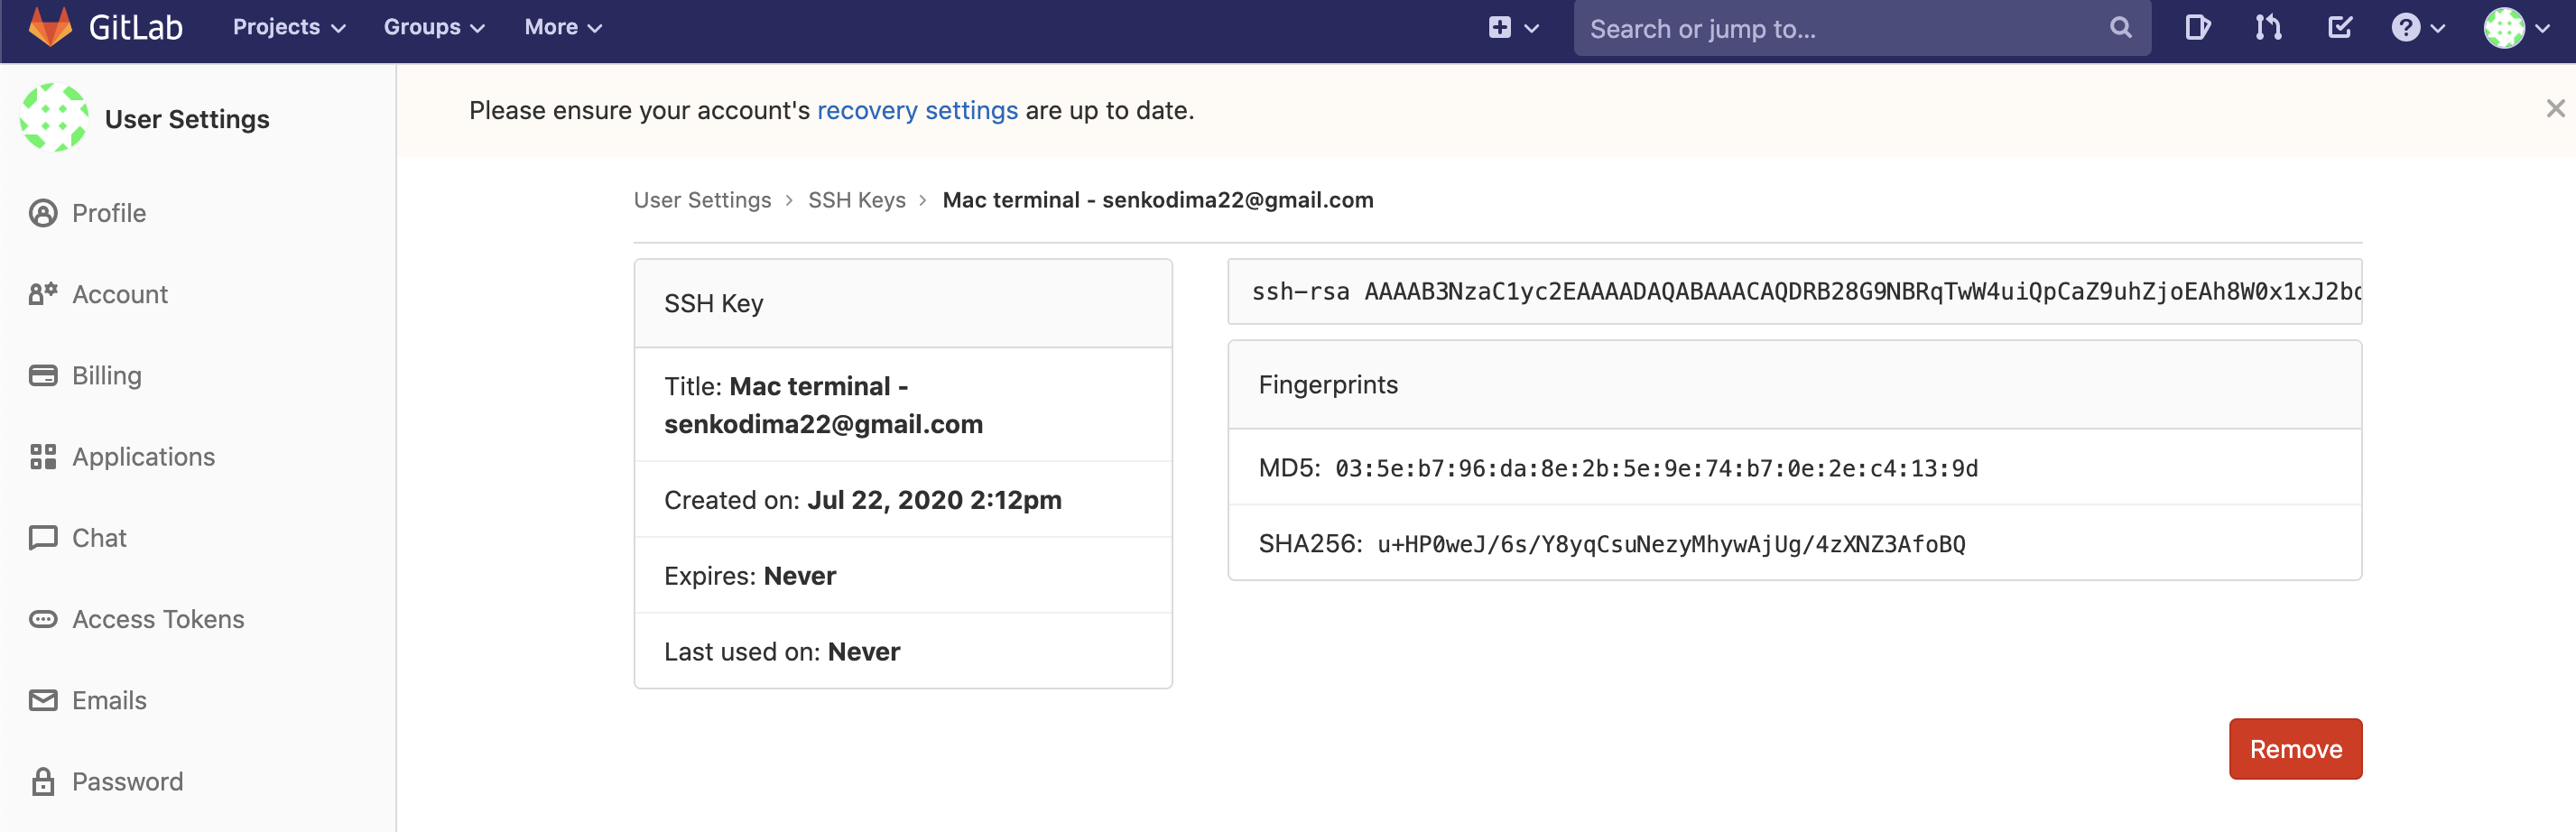 GitLab
Projects
Groups
More
Search or jump to...
User Settings
Profile
Account
Billing
Applications
Chat
Access Tokens
Emails
Password
Please ensure your account's recovery settings are up to date.
User Settings > SSH Keys > Mac terminal - senkodima22@gmail.com
SSH Key
Title: Mac terminal -
senkodima22@gmail.com
Created on: Jul 22, 2020 2:12pm
Expires: Never
Last used on: Never
ssh-rsa AAAAB3NzaC1yc2EAAAADAQABAAACAQDRB28G9NBRqTwW4uiQpCaZ9uhZjoEAh8W0x1xJ2bd
Fingerprints
MD5: 03:5e:b7:96:da:8e:2b:5e:9e:74:b7:0e:2e:c4:13:9d
SHA256: u+HP0weJ/6s/Y8yqCsuNezyMhywAjUg/4zXNZ3AfoBQ
Remove